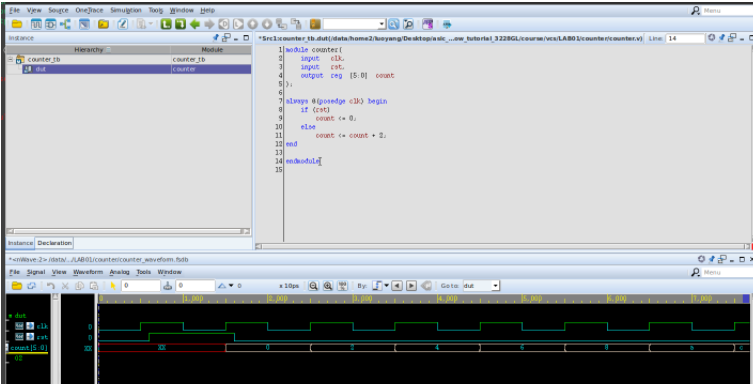 File View Source OneTrace Simulation Tools Window Help
Menu
Instance
*Src1:counter_tb.dut(/data/home2/luoyang/Desktop/asic_...ow_tutorial_3228GL/course/vcs/LAB01/counter/counter.v) Line 14
Hierarchy Module
counter_tb counter_tb
dut counter
1 module counter(
2 input clk,
3 input rst,
4 output reg [5:0] count
5 );
6
7 always @(posedge clk) begin
8 if (rst)
9 count <= 0;
10 else
11 count <= count + 2;
12 end
13
14 endmodule
15
Instance Declaration
*<nWave:2> /data/.../LAB01/counter/counter_waveform.fsdb
File Signal View Waveform Analog Tools Window
Menu
0 0 0 x 10ps 100 By: Go to: dut
0 1,000 2,000 3,000 4,000 5,000 6,000 7,000
dut
clk 0
rst 0
count[5:0] XX XX 0 2 4 6 8 a c
G2